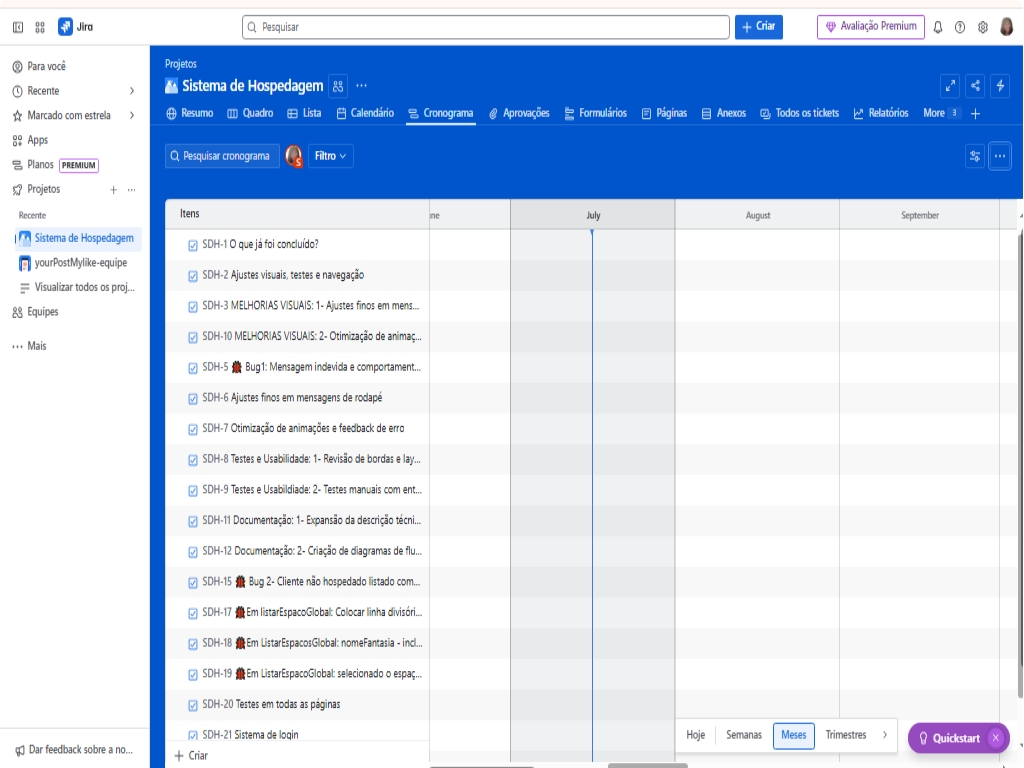 Jira
Pesquisar
Criar
Avaliação Premium
Para você
Recente
Marcado com estrela
Apps
Planos PREMIUM
Projetos
Recente
Sistema de Hospedagem
yourPostMylike-equipe
Visualizar todos os proj...
Equipes
Mais
Dar feedback sobre a no...
Projetos
Sistema de Hospedagem
Resumo Quadro Lista Calendário Cronograma Aprovações Formulários Páginas Anexos Todos os tickets Relatórios More 3
Pesquisar cronograma S Filtro
Itens ne July August September
SDH-1 O que já foi concluído?
SDH-2 Ajustes visuais, testes e navegação
SDH-3 MELHORIAS VISUAIS: 1- Ajustes finos em mens...
SDH-10 MELHORIAS VISUAIS: 2- Otimização de animaç...
SDH-5 Bug1: Mensagem indevida e comportament...
SDH-6 Ajustes finos em mensagens de rodapé
SDH-7 Otimização de animações e feedback de erro
SDH-8 Testes e Usabilidade: 1- Revisão de bordas e lay...
SDH-9 Testes e Usabildiade: 2- Testes manuais com ent...
SDH-11 Documentação: 1- Expansão da descrição técni...
SDH-12 Documentação: 2- Criação de diagramas de flu...
SDH-15 Bug 2- Cliente não hospedado listado com...
SDH-17 Em listarEspacoGlobal: Colocar linha divisóri...
SDH-18 Em ListarEspacosGlobal: nomeFantasia - incl...
SDH-19 Em ListarEspacoGlobal: selecionado o espaç...
SDH-20 Testes em todas as páginas
SDH-21 Sistema de login
Criar
Hoje Semanas Meses Trimestres
Quickstart